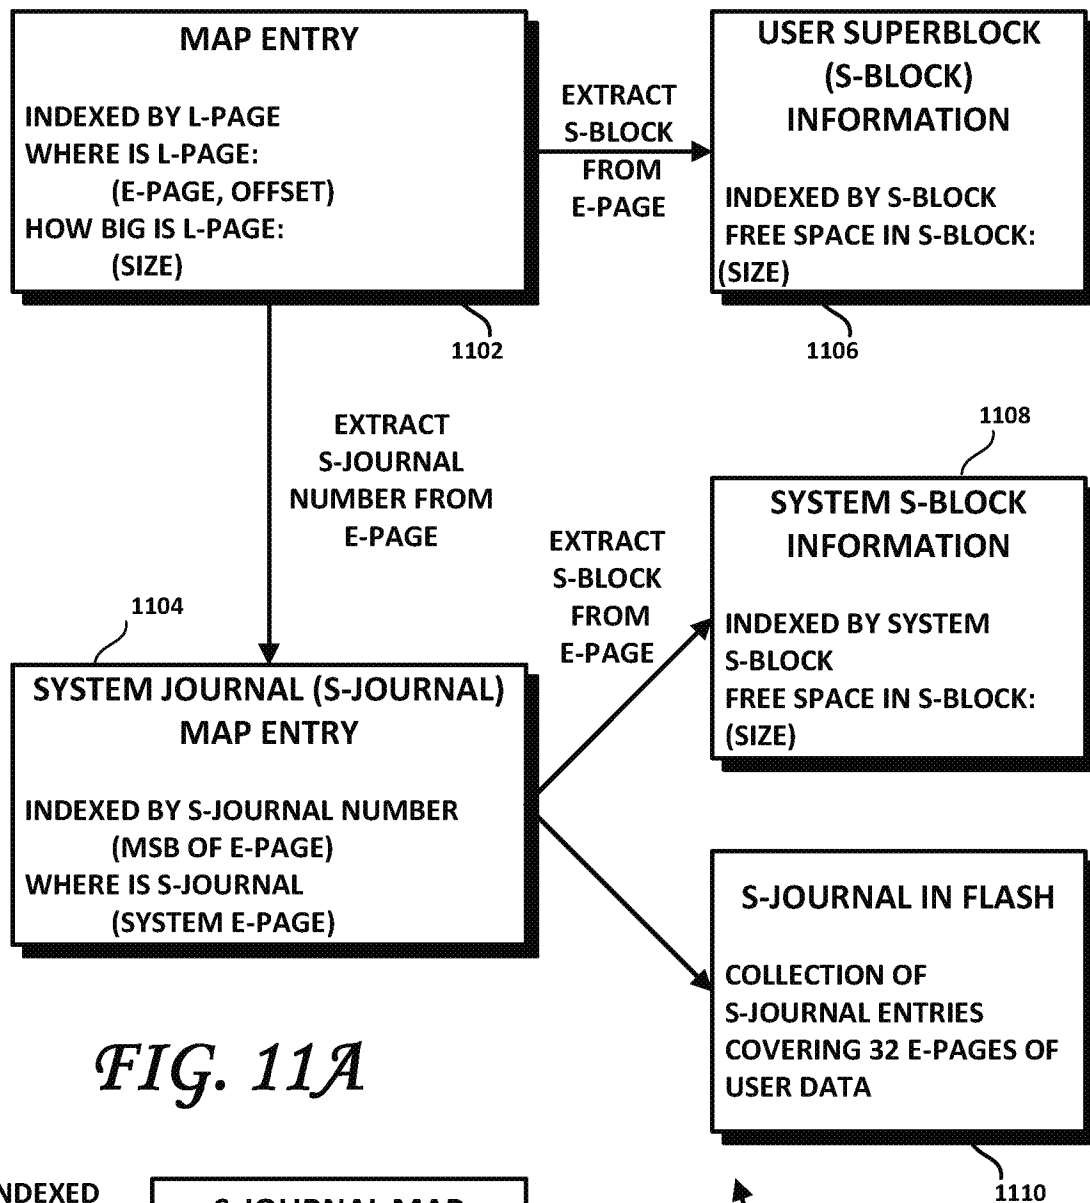 MAP ENTRY
INDEXED BY L-PAGE
WHERE IS L-PAGE:
(E-PAGE, OFFSET)
HOW BIG IS L-PAGE:
(SIZE)
1102
EXTRACT
S-BLOCK
FROM
E-PAGE
USER SUPERBLOCK
(S-BLOCK)
INFORMATION
INDEXED BY S-BLOCK
FREE SPACE IN S-BLOCK:
(SIZE)
1106
EXTRACT
S-JOURNAL
NUMBER FROM
E-PAGE
1104
SYSTEM JOURNAL (S-JOURNAL)
MAP ENTRY
INDEXED BY S-JOURNAL NUMBER
(MSB OF E-PAGE)
WHERE IS S-JOURNAL
(SYSTEM E-PAGE)
EXTRACT
S-BLOCK
FROM
E-PAGE
1108
SYSTEM S-BLOCK
INFORMATION
INDEXED BY SYSTEM
S-BLOCK
FREE SPACE IN S-BLOCK:
(SIZE)
S-JOURNAL IN FLASH
COLLECTION OF
S-JOURNAL ENTRIES
COVERING 32 E-PAGES OF
USER DATA
1110
FIG. 11A
NDEXED
S-JOURNAL MAP